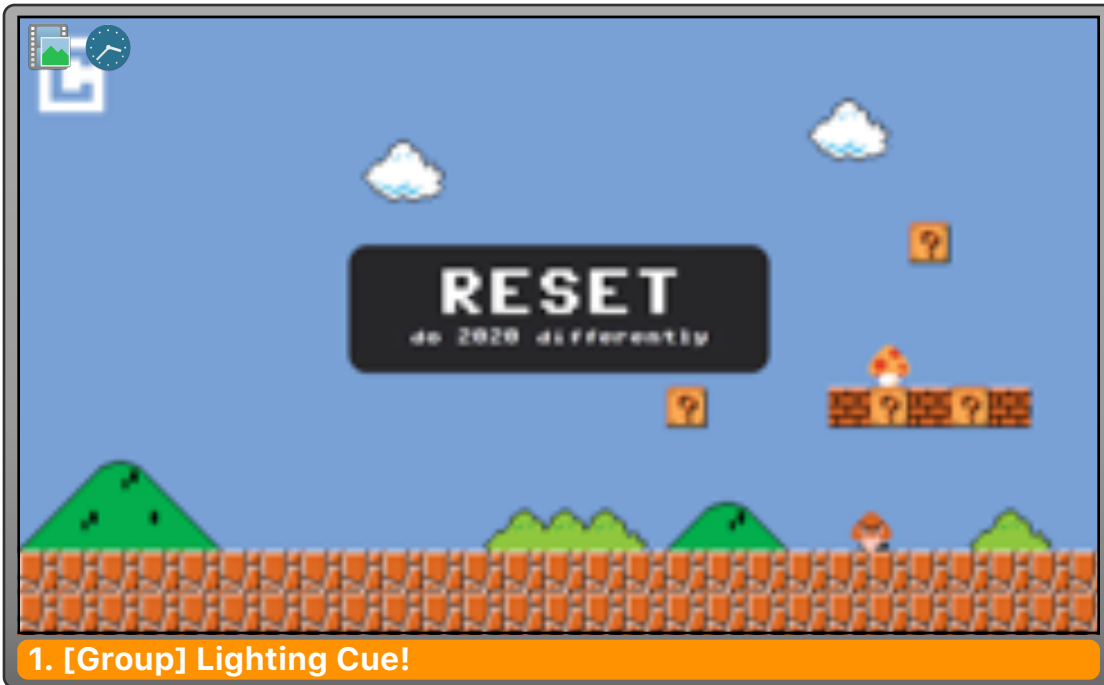 ?
RESET
do 2020 differently
?
? ?
1. [Group] Lighting Cue!